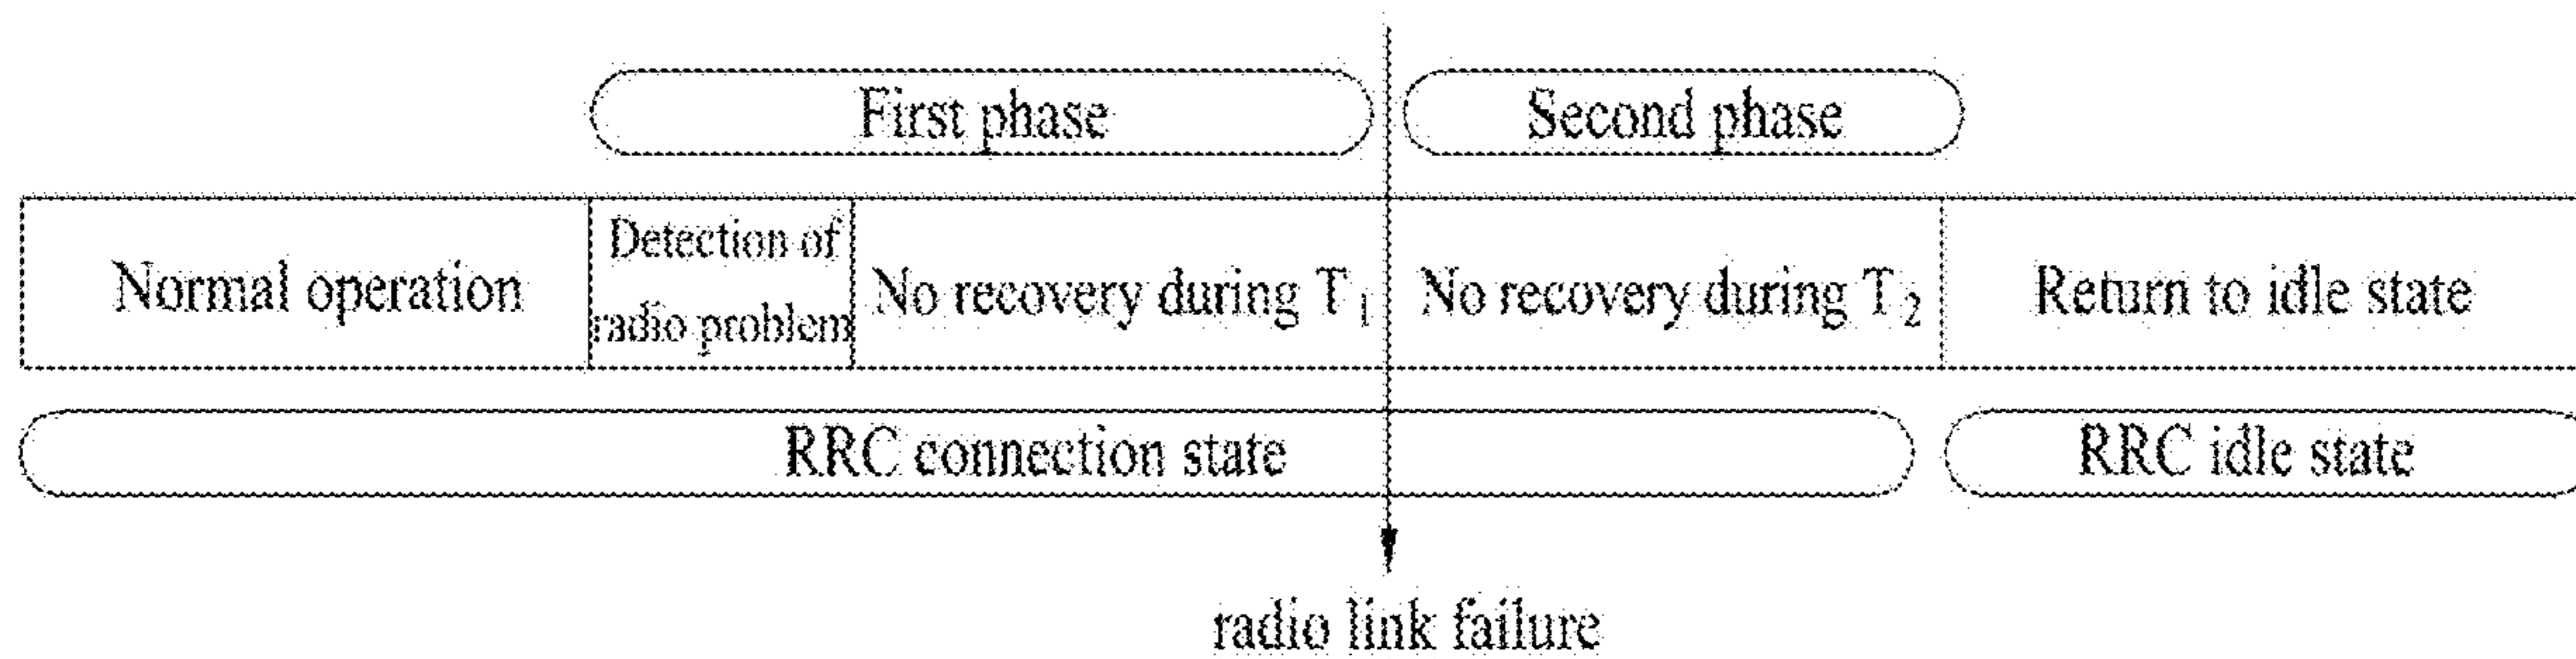 First phase
Second phase
Normal operation
Detection of
radio problem
No recovery during T1
No recovery during T2
Return to idle state
RRC connection state
RRC idle state
radio link failure